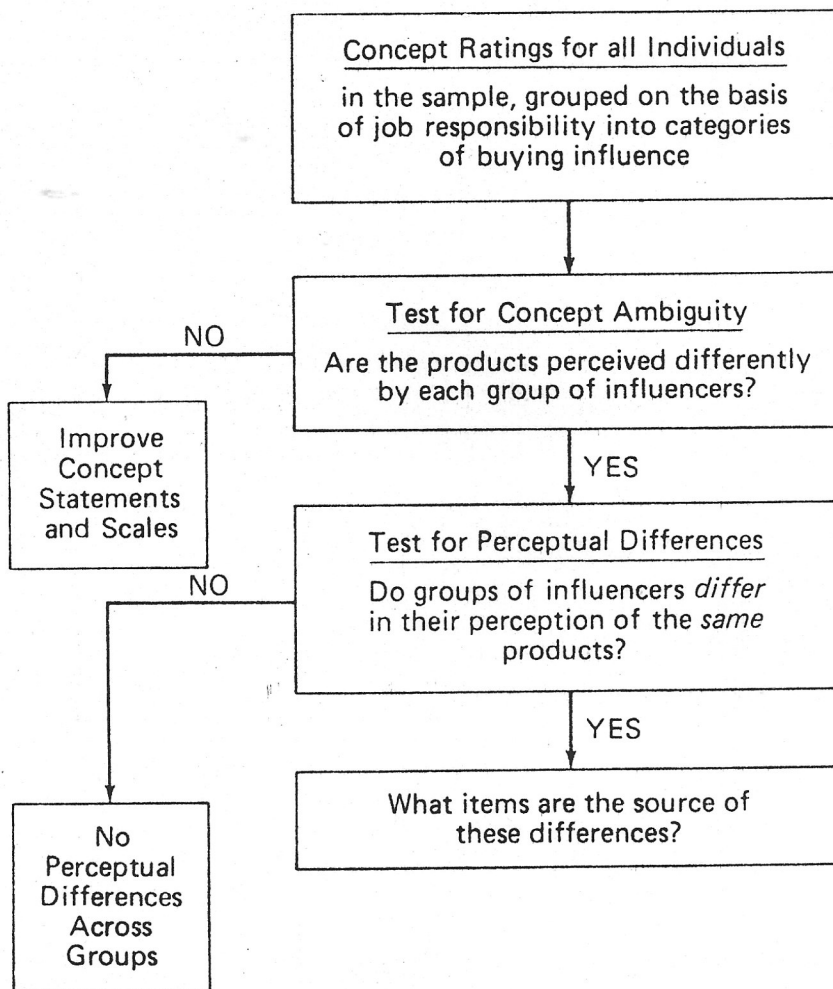 Concept Ratings for all Individuals
in the sample, grouped on the basis
of job responsibility into categories
of buying influence
Test for Concept Ambiguity
Are the products perceived differently
by each group of influencers?
NO
Improve
Concept
Statements
and Scales
YES
Test for Perceptual Differences
Do groups of influencers differ
in their perception of the same
products?
NO
No
Perceptual
Differences
Across
Groups
YES
What items are the source of
these differences?